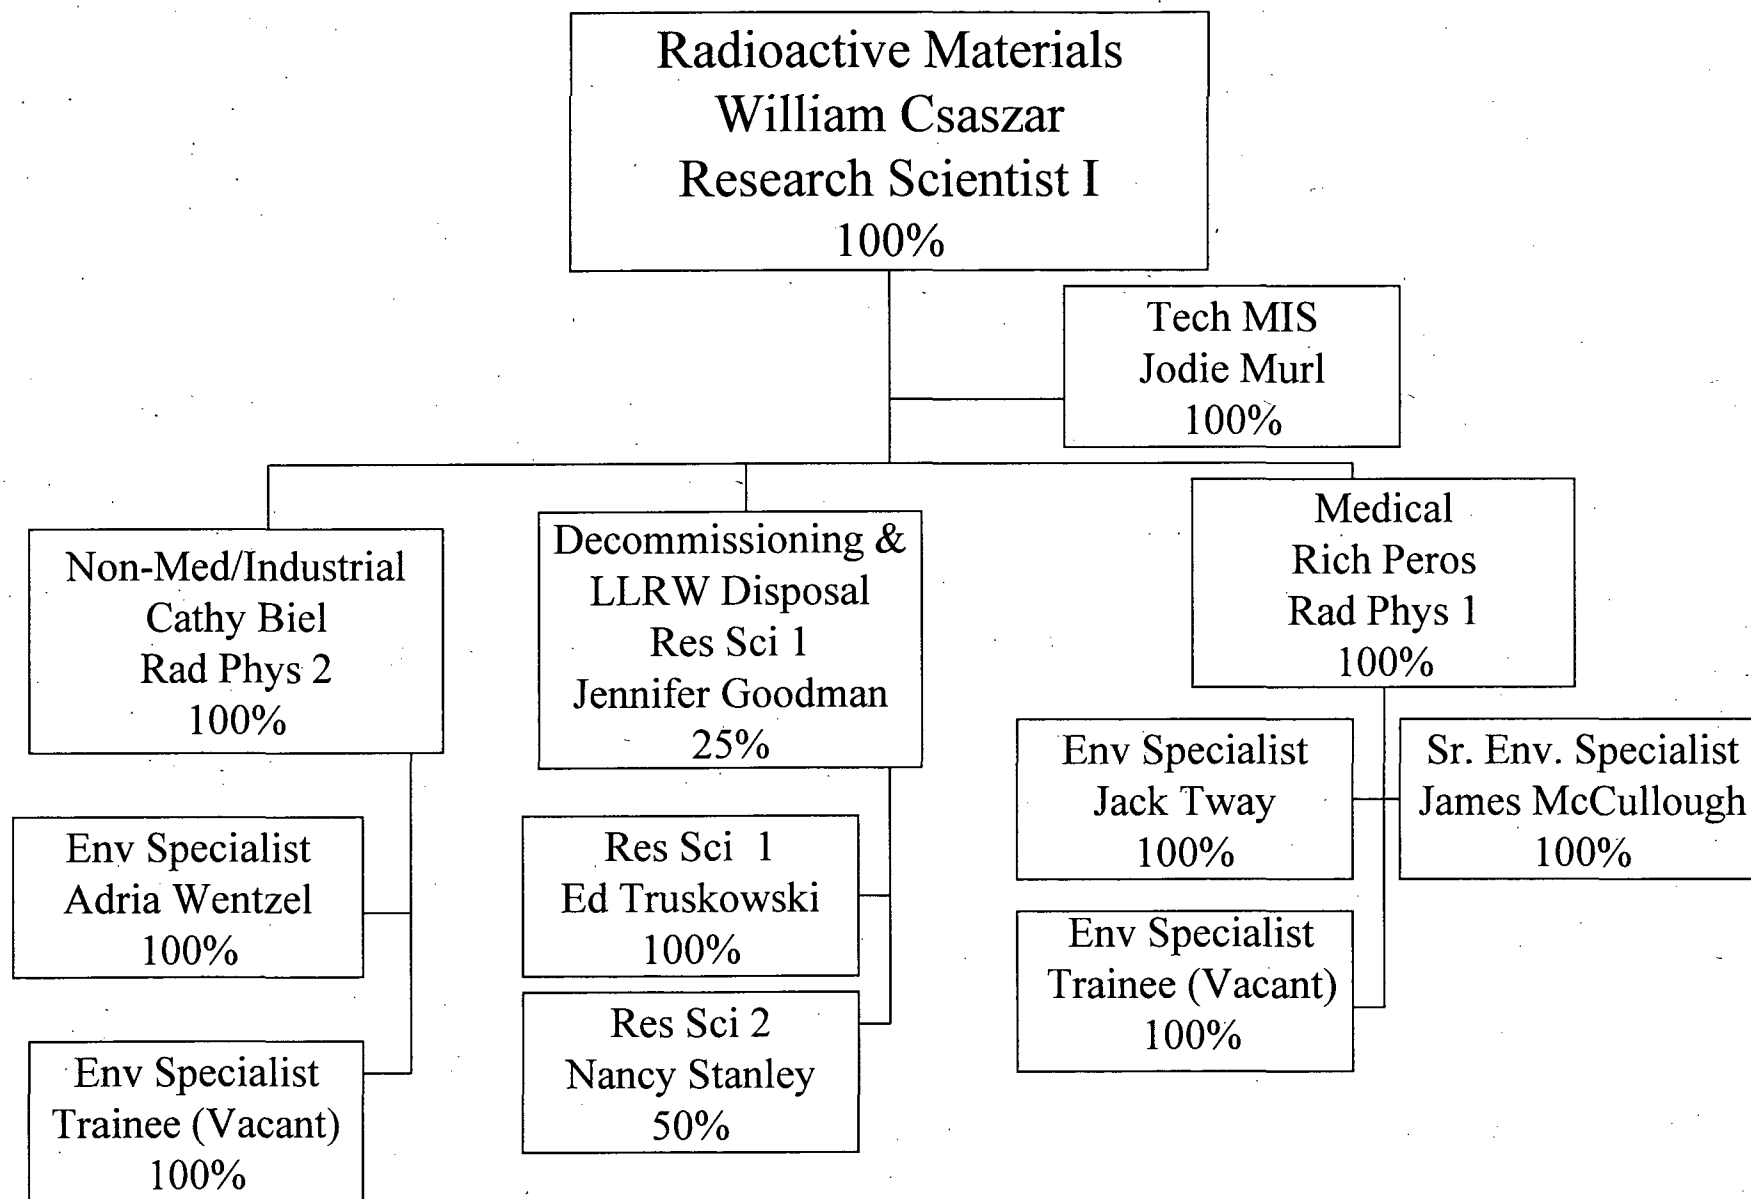 Radioactive Materials
William Csaszar
Research Scientist I
100%
Tech MIS
Jodie Murl
100%
Non-Med/Industrial
Cathy Biel
Rad Phys 2
100%
Decommissioning &
LLRW Disposal
Res Sci 1
Jennifer Goodman
25%
Medical
Rich Peros
Rad Phys 1
100%
Env Specialist
Adria Wentzel
100%
Env Specialist
Trainee (Vacant)
100%
Res Sci 1
Ed Truskowski
100%
Res Sci 2
Nancy Stanley
50%
Env Specialist
Jack Tway
100%
Sr. Env. Specialist
James McCullough
100%
Env Specialist
Trainee (Vacant)
100%